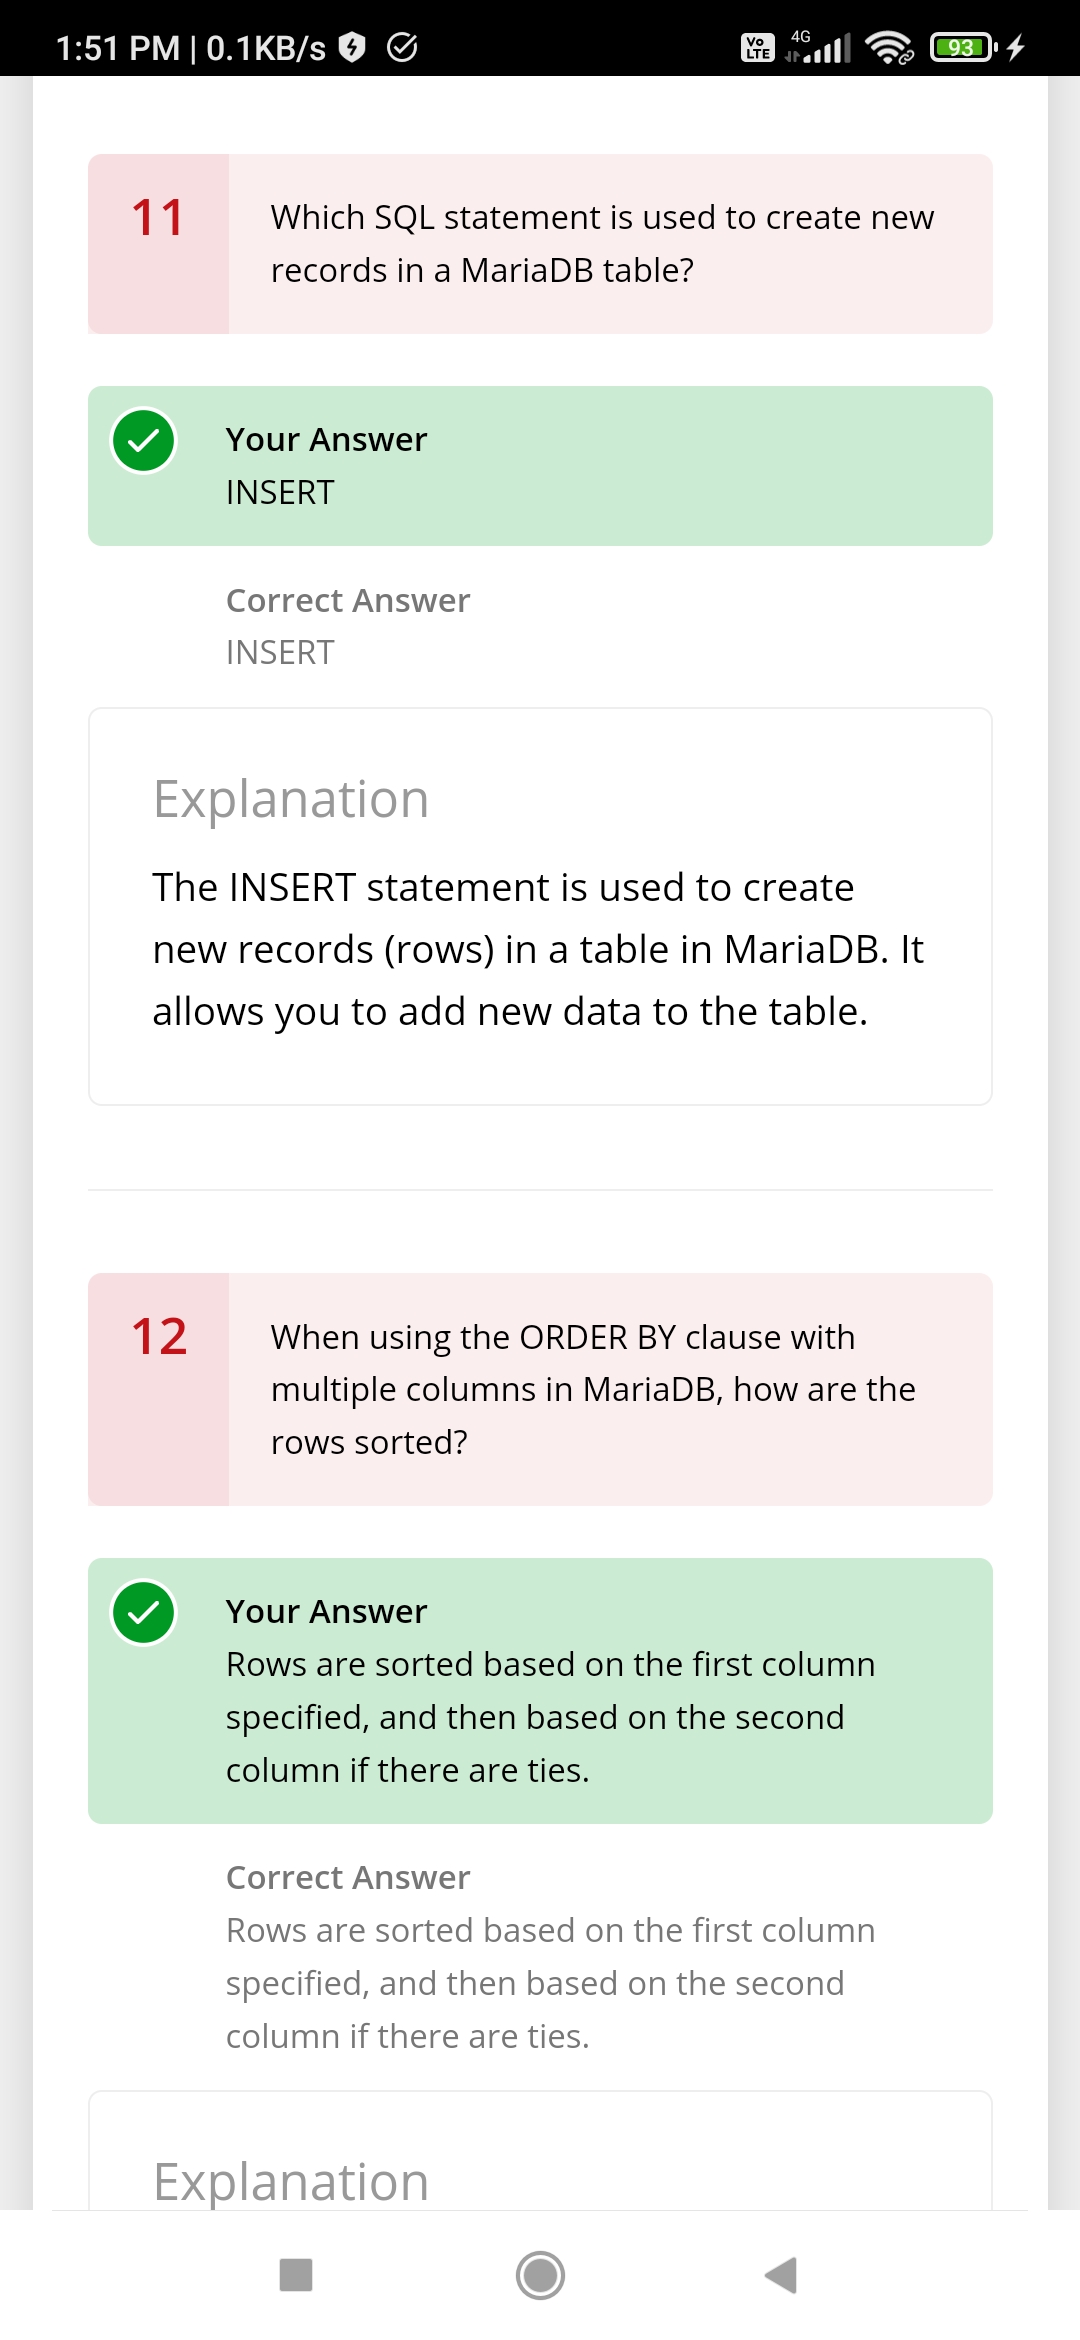 1:51 PM | 0.1KB/s Vo LTE 4G 93
11
Which SQL statement is used to create new
records in a MariaDB table?
Your Answer
INSERT
Correct Answer
INSERT
Explanation
The INSERT statement is used to create
new records (rows) in a table in MariaDB. It
allows you to add new data to the table.
12
When using the ORDER BY clause with
multiple columns in MariaDB, how are the
rows sorted?
Your Answer
Rows are sorted based on the first column
specified, and then based on the second
column if there are ties.
Correct Answer
Rows are sorted based on the first column
specified, and then based on the second
column if there are ties.
Explanation